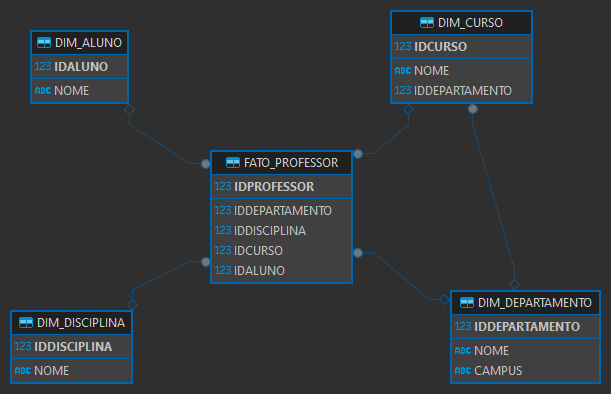 DIM_ALUNO
123 IDALUNO
ABC NOME
DIM_CURSO
123 IDCURSO
ABC NOME
123 IDDEPARTAMENTO
FATO_PROFESSOR
123 IDPROFESSOR
123 IDDEPARTAMENTO
123 IDDISCIPLINA
123 IDCURSO
123 IDALUNO
DIM_DISCIPLINA
123 IDDISCIPLINA
ABC NOME
DIM_DEPARTAMENTO
123 IDDEPARTAMENTO
ABC NOME
ABC CAMPUS